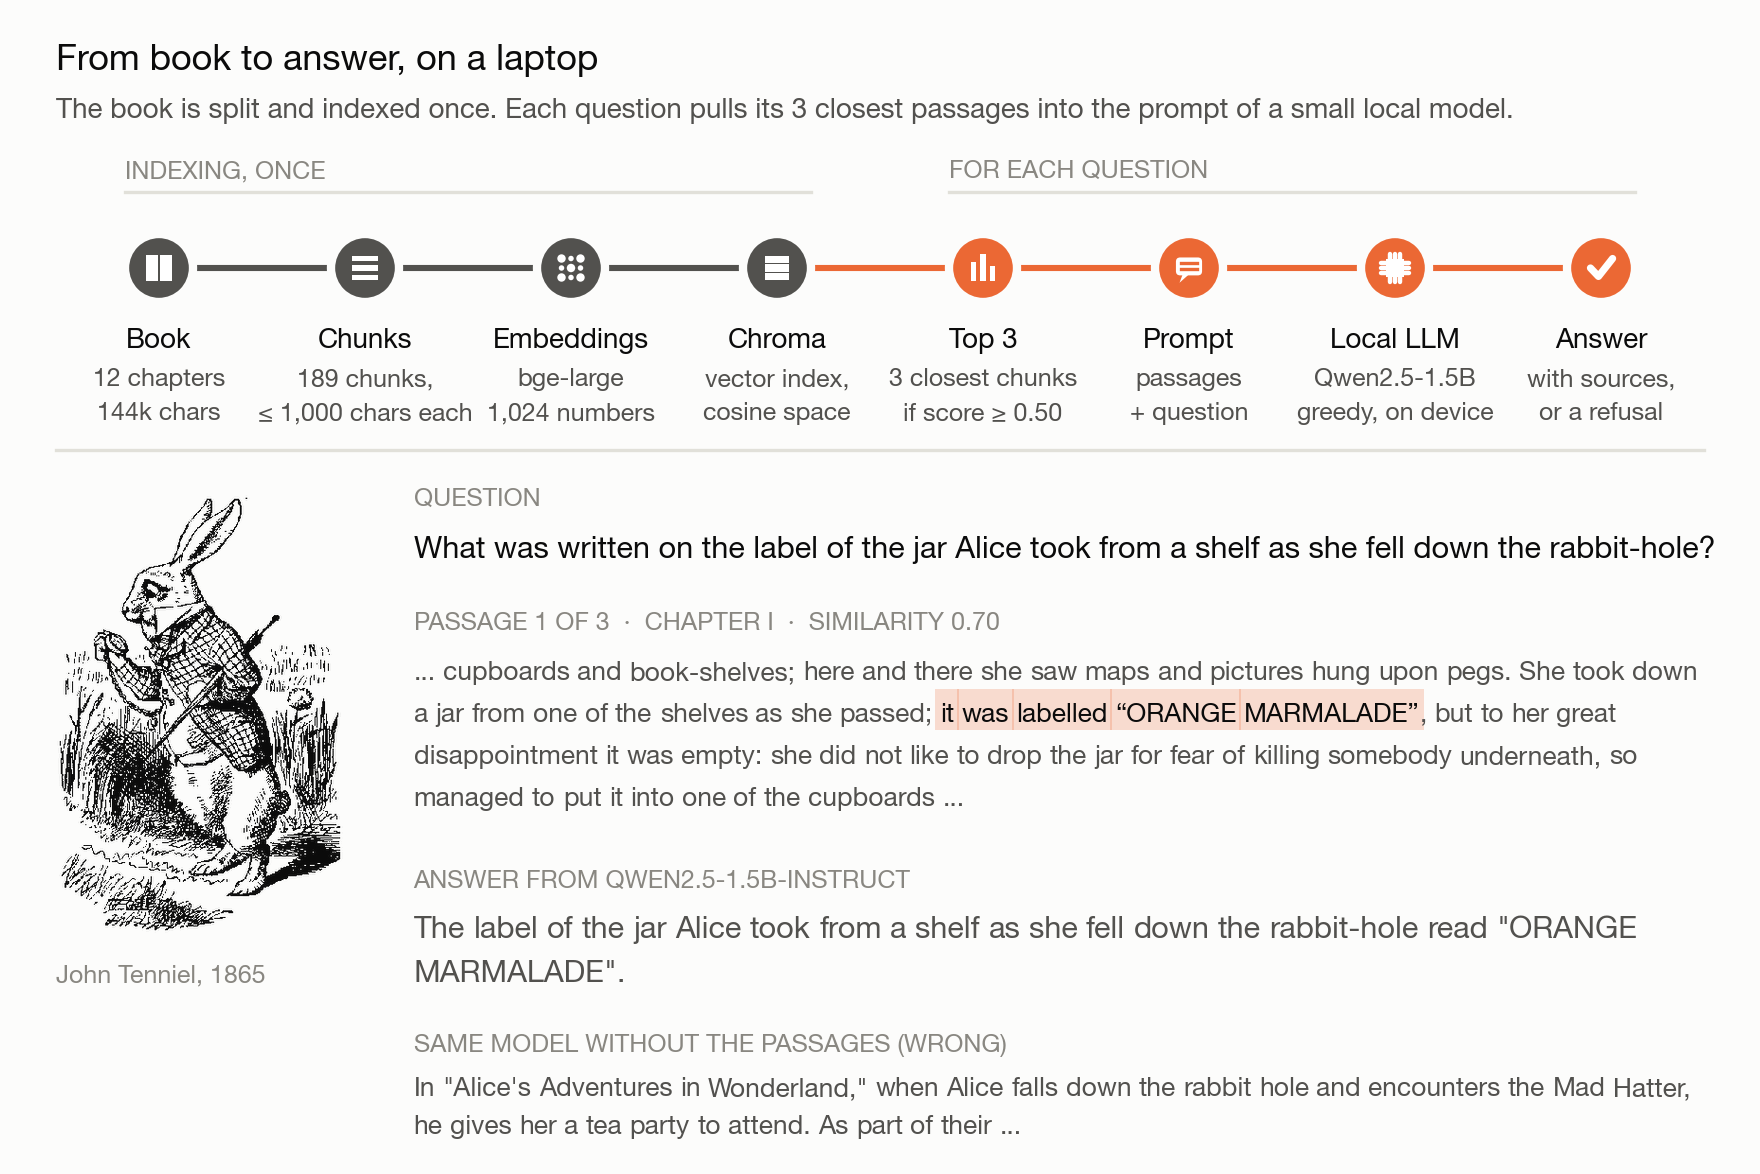 From book to answer, on a laptop
The book is split and indexed once. Each question pulls its 3 closest passages into the prompt of a small local model.
INDEXING, ONCE
FOR EACH QUESTION
Book
12 chapters
144k chars
Chunks
189 chunks,
≤ 1,000 chars each
Embeddings
bge-large
1,024 numbers
Chroma
vector index,
cosine space
Top 3
3 closest chunks
if score ≥ 0.50
Prompt
passages
+ question
Local LLM
Qwen2.5-1.5B
greedy, on device
Answer
with sources,
or a refusal
John Tenniel, 1865
QUESTION
What was written on the label of the jar Alice took from a shelf as she fell down the rabbit-hole?
PASSAGE 1 OF 3 · CHAPTER I · SIMILARITY 0.70
... cupboards and book-shelves; here and there she saw maps and pictures hung upon pegs. She took down
a jar from one of the shelves as she passed; it was labelled “ORANGE MARMALADE”, but to her great
disappointment it was empty: she did not like to drop the jar for fear of killing somebody underneath, so
managed to put it into one of the cupboards ...
ANSWER FROM QWEN2.5-1.5B-INSTRUCT
The label of the jar Alice took from a shelf as she fell down the rabbit-hole read "ORANGE
MARMALADE".
SAME MODEL WITHOUT THE PASSAGES (WRONG)
In "Alice's Adventures in Wonderland," when Alice falls down the rabbit hole and encounters the Mad Hatter,
he gives her a tea party to attend. As part of their ...